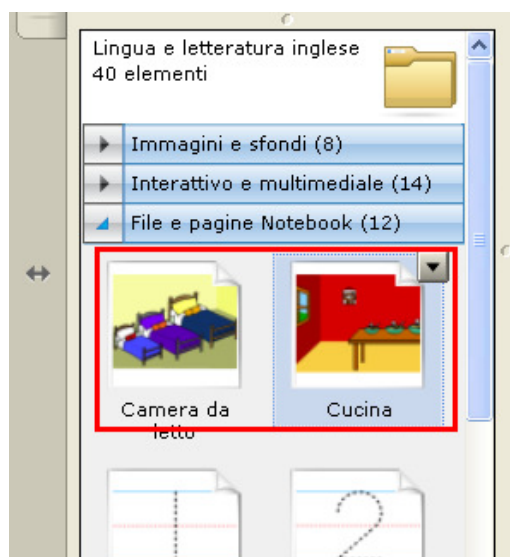 Lingua e letteratura inglese
40 elementi
Immagini e sfondi (8)
Interattivo e multimediale (14)
File e pagine Notebook (12)
Camera da
letto
Cucina